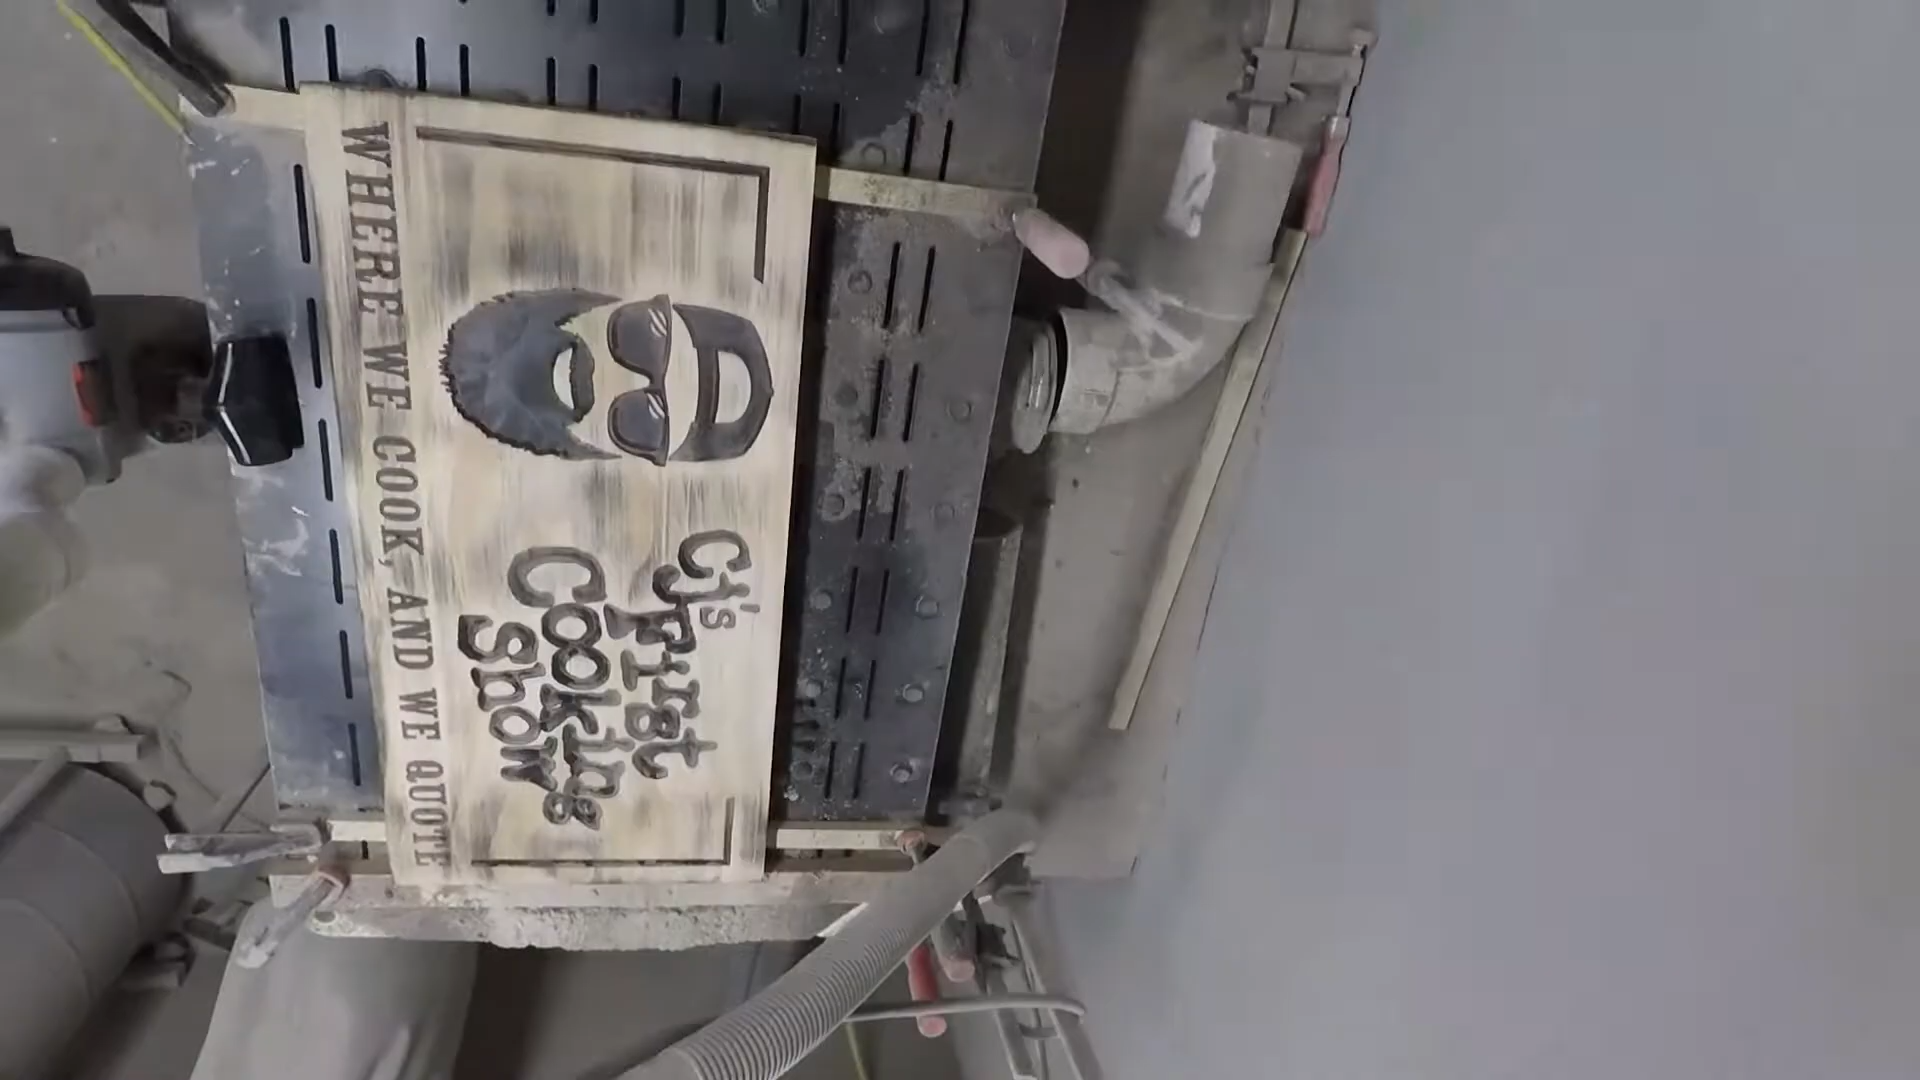 CJ's
First
Cooking
Show
WHERE WE COOK, AND WE QUOTE